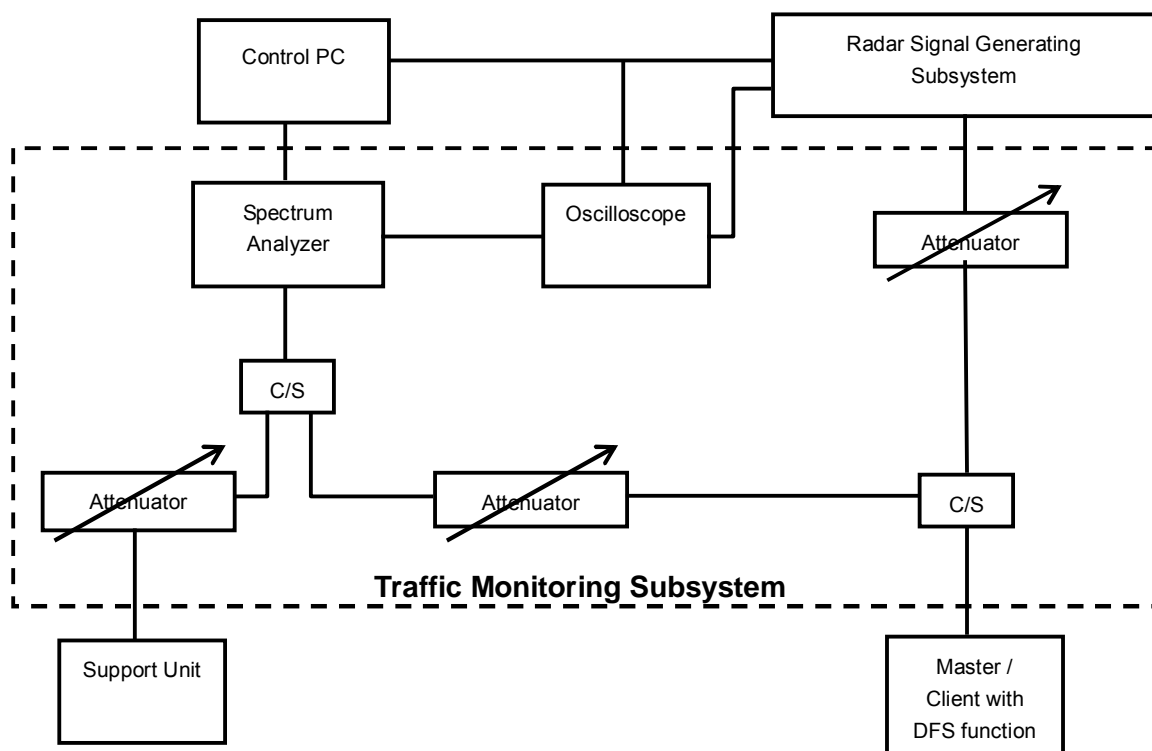 Control PC
Radar Signal Generating
Subsystem
Spectrum
Analyzer
Oscilloscope
Attenuator
C/S
Attenuator
Attenuator
C/S
Traffic Monitoring Subsystem
Support Unit
Master /
Client with
DFS function